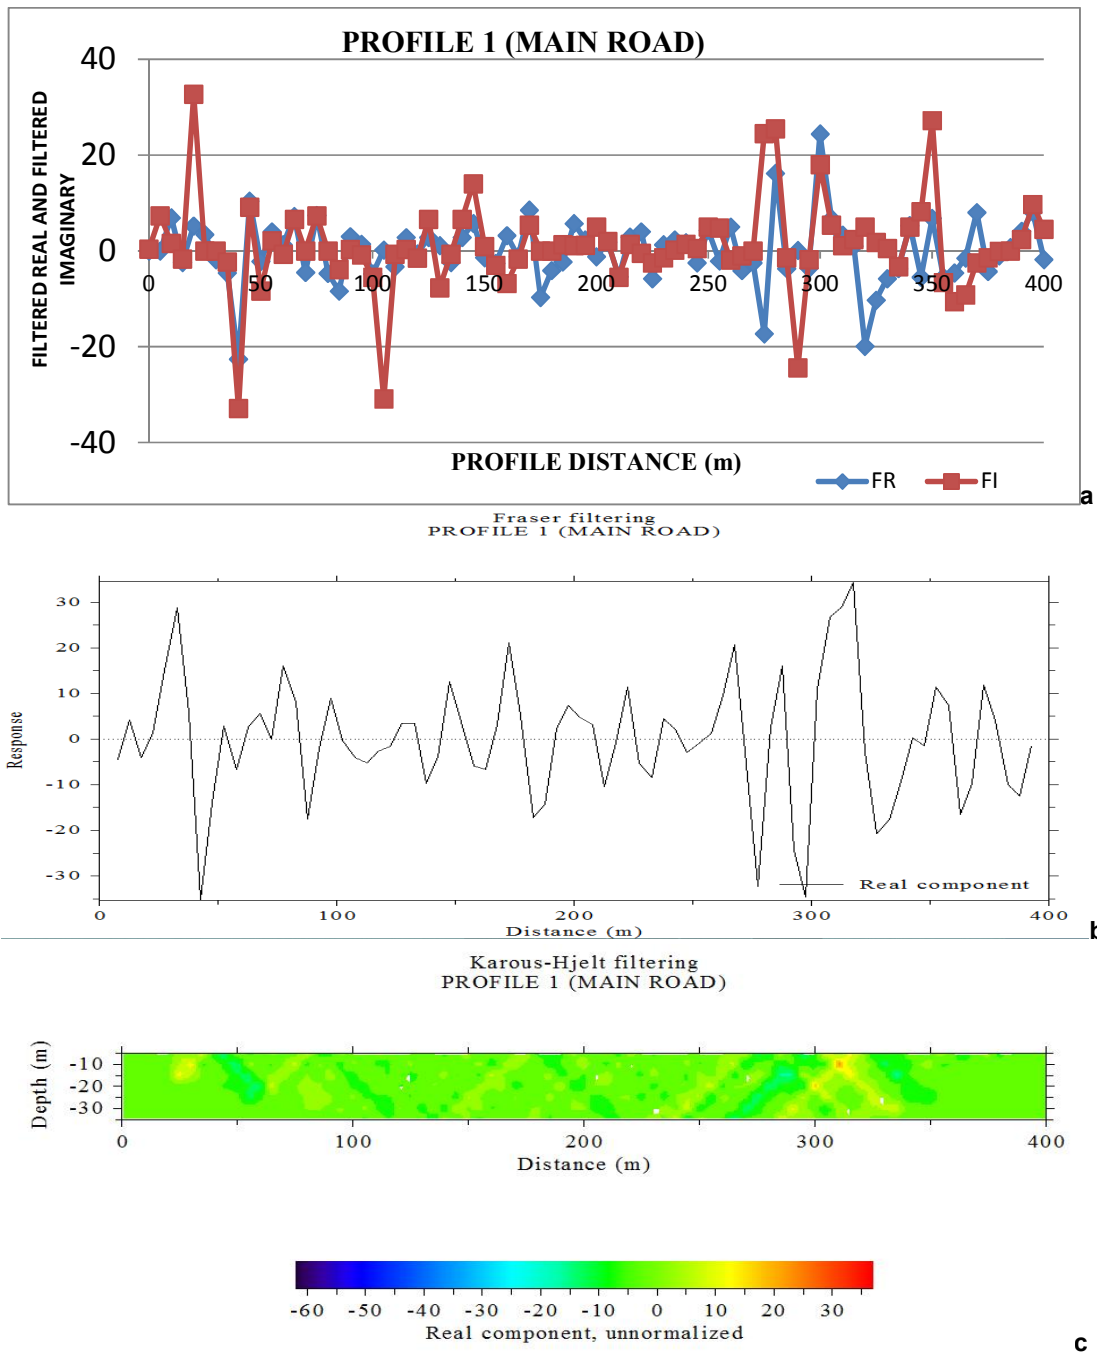 PROFILE 1 (MAIN ROAD)
FILTERED REAL AND FILTERED
IMAGINARY
40
20
0
-20
-40
0 50 100 150 200 250 300 350 400
PROFILE DISTANCE (m)
FR FI
a
Fraser filtering
PROFILE 1 (MAIN ROAD)
Response
30
20
10
0
-10
-20
-30
Real component
0 100 200 300 400
Distance (m)
b
Karous-Hjelt filtering
PROFILE 1 (MAIN ROAD)
Depth (m)
-10
-20
-30
0 100 200 300 400
Distance (m)
-60 -50 -40 -30 -20 -10 0 10 20 30
Real component, unnormalized
c